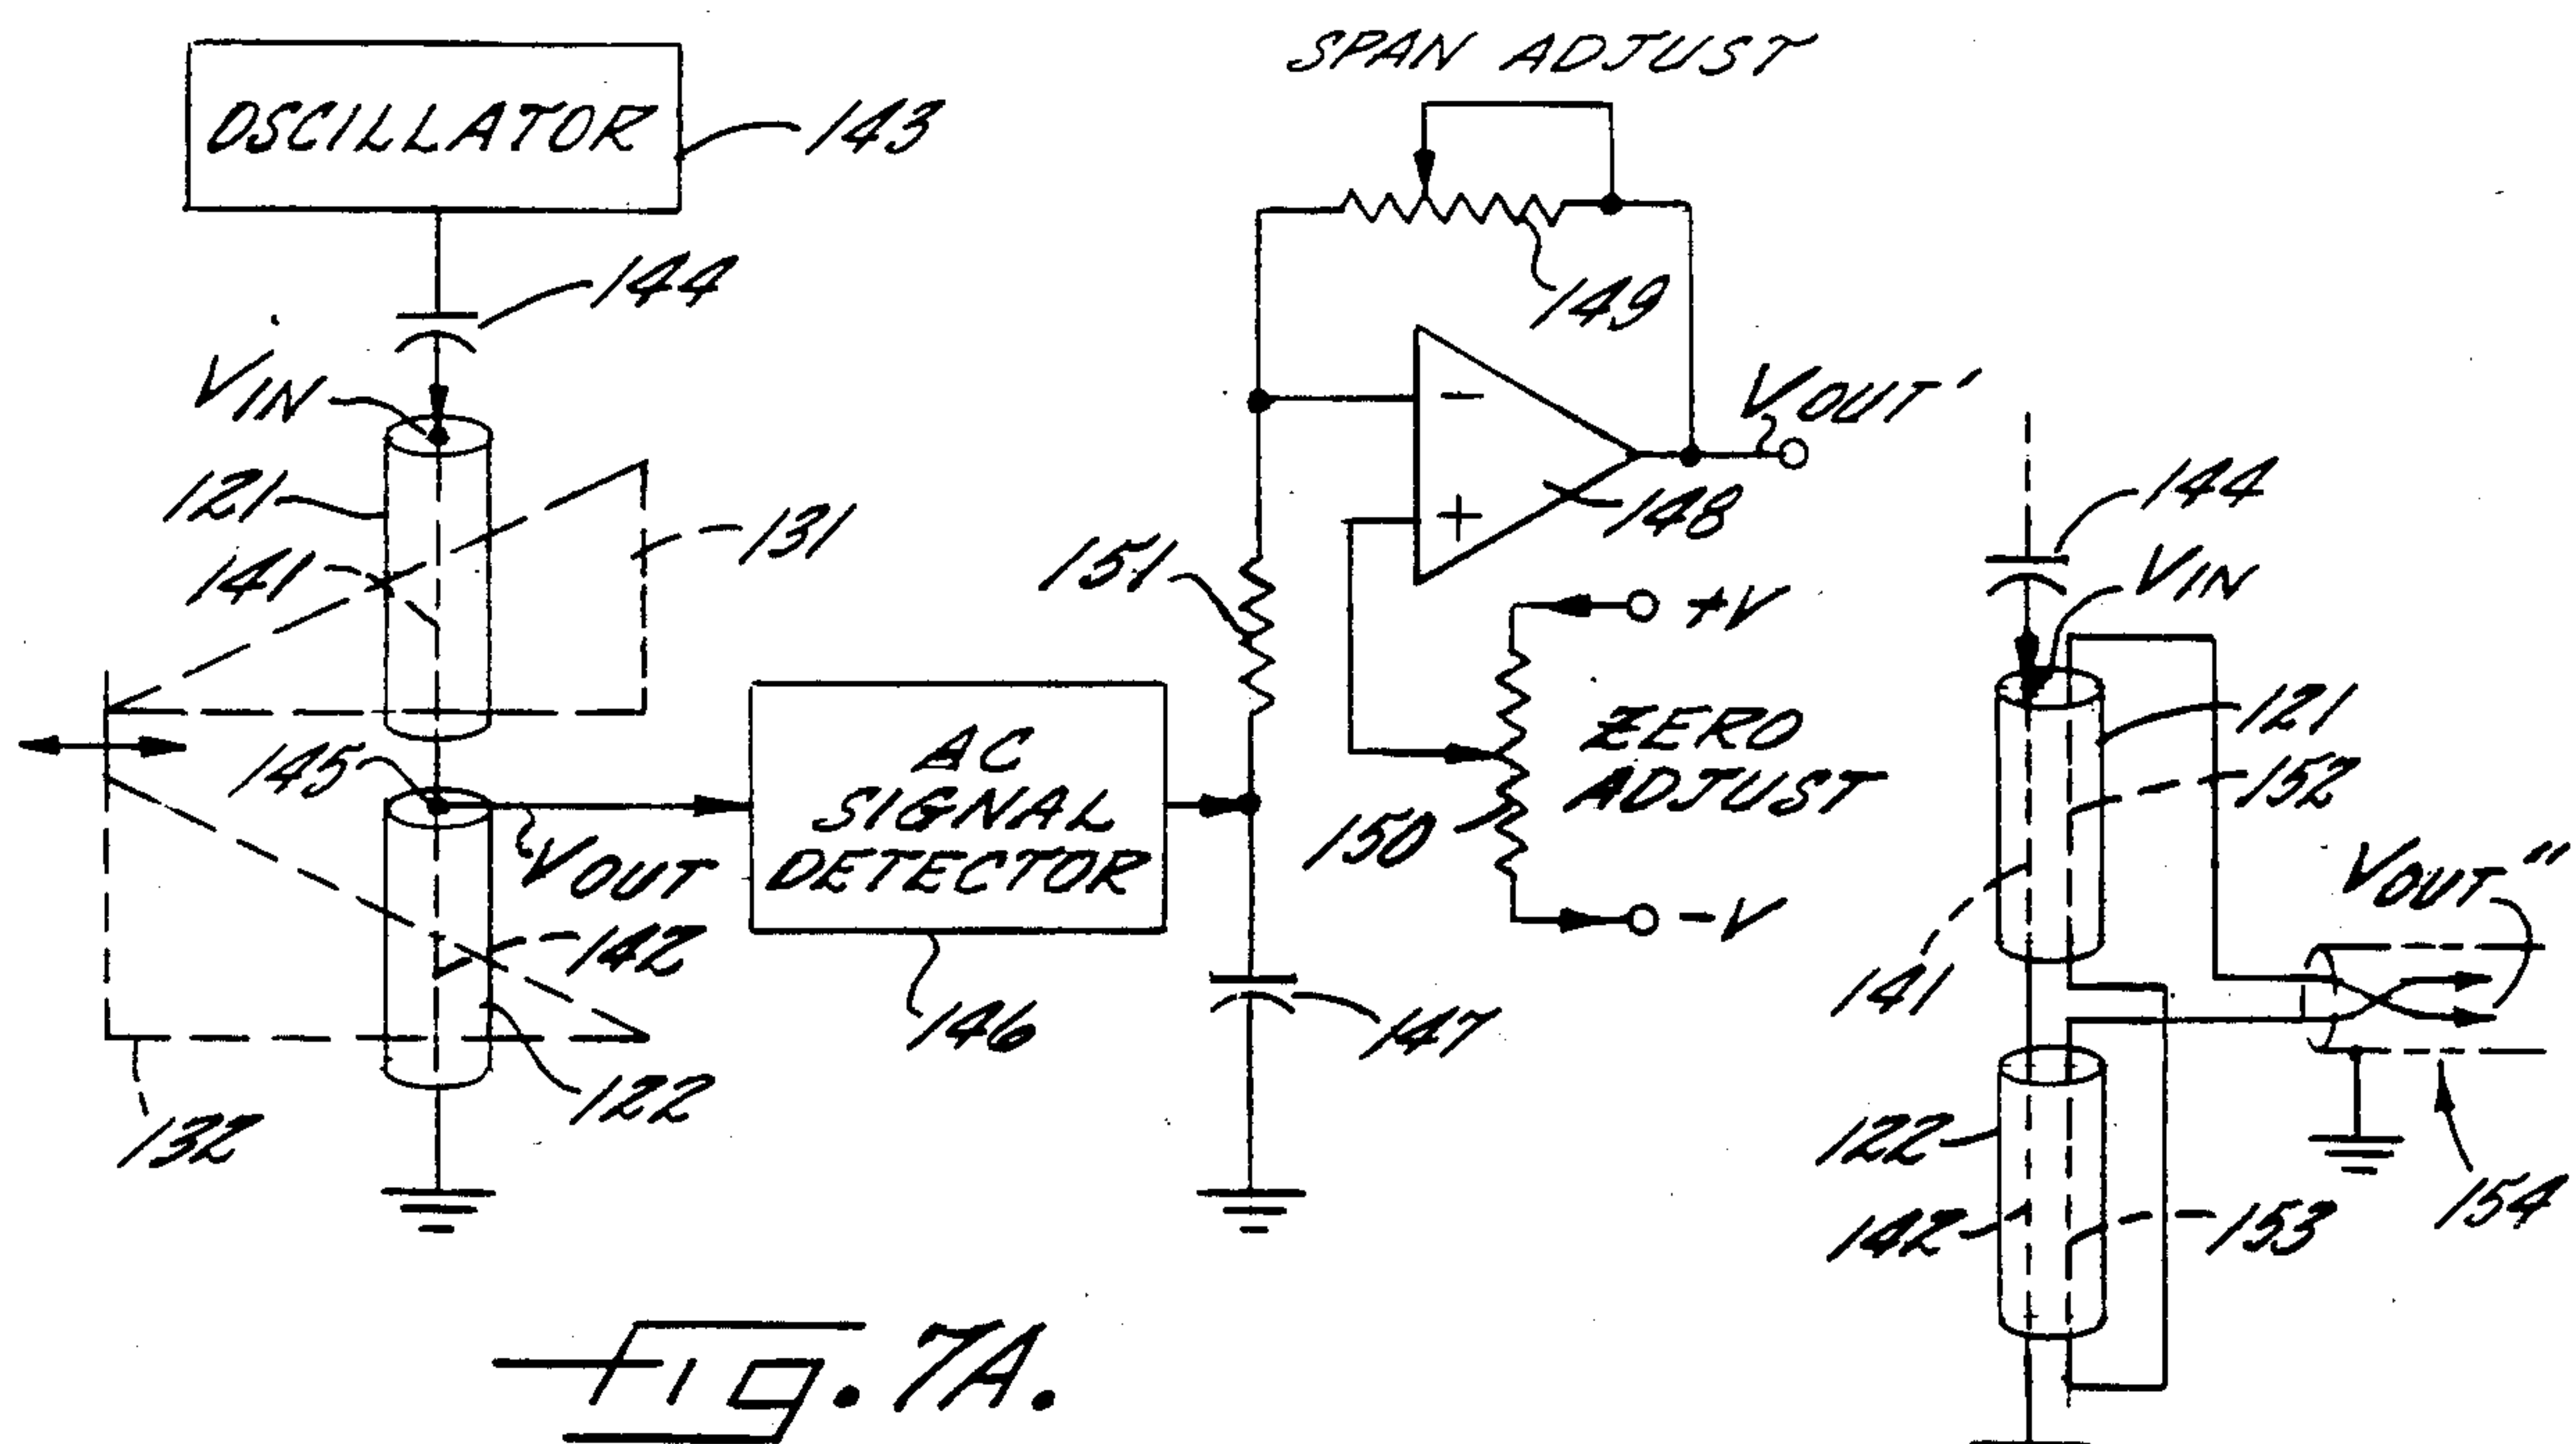 OSCILLATOR
143
144
VIN
121
141
131
145
VOUT
142
122
132
AC
SIGNAL
DETECTOR
146
147
151
SPAN ADJUST
149
-
+
148
VOUT'
+V
ZERO
ADJUST
150
-V
144
VIN
121
152
141
VOUT"
122
142
153
154
Fig. 7A.